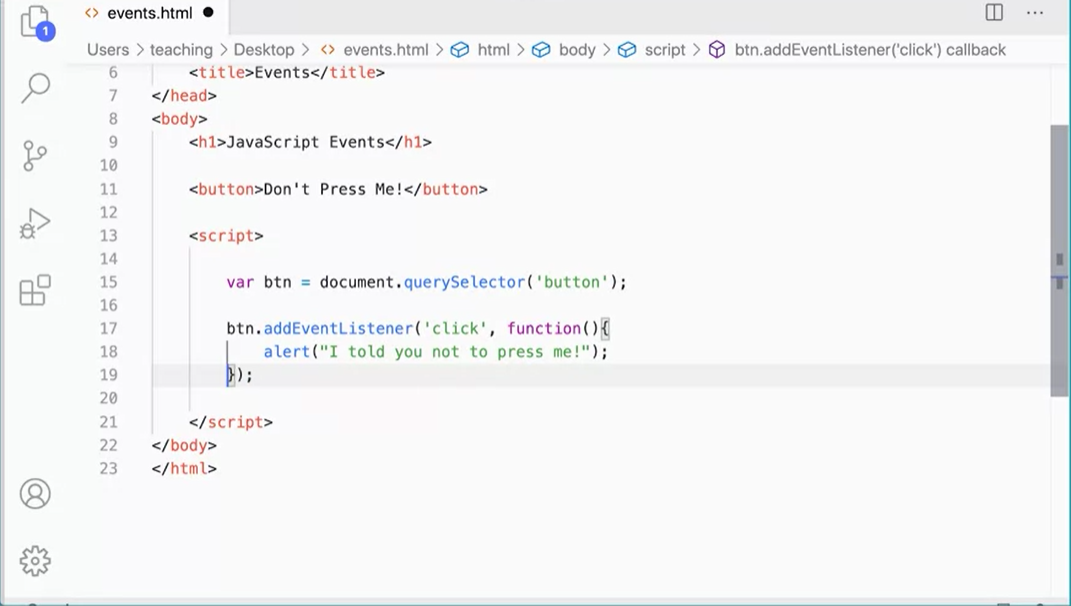 events.html
1
Users > teaching > Desktop > events.html > html > body > script > btn.addEventListener('click') callback
6 <title>Events</title>
7 </head>
8 <body>
9 <h1>JavaScript Events</h1>
10
11 <button>Don't Press Me!</button>
12
13 <script>
14
15 var btn = document.querySelector('button');
16
17 btn.addEventListener('click', function(){
18 alert("I told you not to press me!");
19 });
20
21 </script>
22 </body>
23 </html>